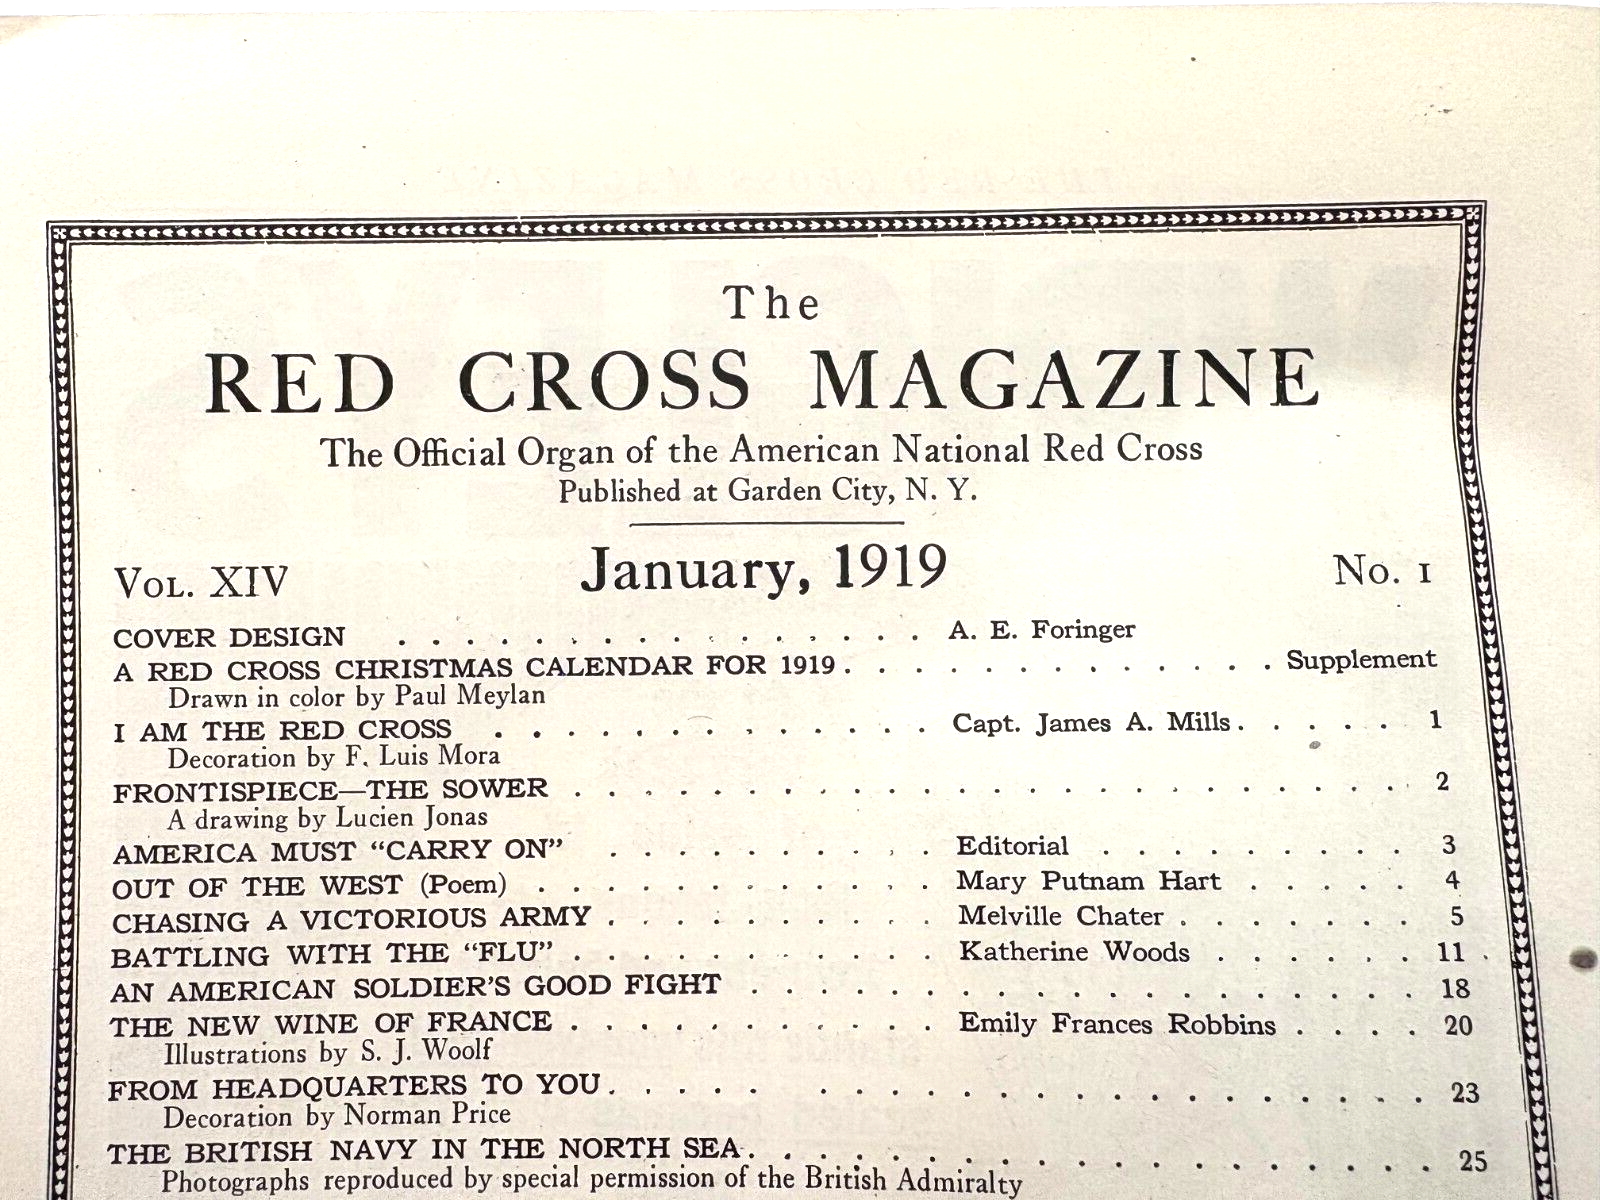 The
RED CROSS MAGAZINE
The Official Organ of the American National Red Cross
Published at Garden City, N. Y.
VOL. XIV January, 1919 No. 1
COVER DESIGN . . . . . . . . . . . . . . . A. E. Foringer
A RED CROSS CHRISTMAS CALENDAR FOR 1919 . . . . . . . . . . . . . Supplement
Drawn in color by Paul Meylan
I AM THE RED CROSS . . . . . . . . . . . . . Capt. James A. Mills . . . . . 1
Decoration by F. Luis Mora
FRONTISPIECE—THE SOWER . . . . . . . . . . . . . . . . . . . . . . . . 2
A drawing by Lucien Jonas
AMERICA MUST "CARRY ON" . . . . . . . . . . Editorial . . . . . . . . . 3
OUT OF THE WEST (Poem) . . . . . . . . . . . . Mary Putnam Hart . . . . . 4
CHASING A VICTORIOUS ARMY . . . . . . . . . . Melville Chater . . . . . . . 5
BATTLING WITH THE "FLU" . . . . . . . . . . . Katherine Woods . . . . . . 11
AN AMERICAN SOLDIER'S GOOD FIGHT . . . . . . . . . . . . . . . . . . . 18
THE NEW WINE OF FRANCE . . . . . . . . . . . Emily Frances Robbins . . . . 20
Illustrations by S. J. Woolf
FROM HEADQUARTERS TO YOU . . . . . . . . . . . . . . . . . . . . . . 23
Decoration by Norman Price
THE BRITISH NAVY IN THE NORTH SEA . . . . . . . . . . . . . . . . . . . 25
Photographs reproduced by special permission of the British Admiralty